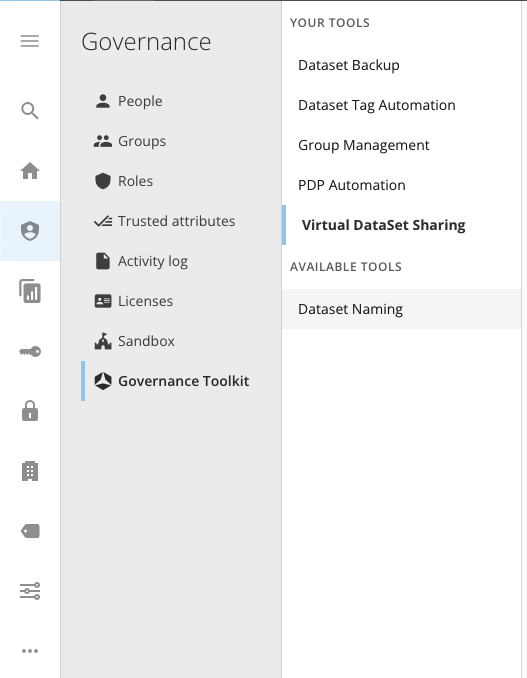 Governance
People
Groups
Roles
Trusted attributes
Activity log
Licenses
Sandbox
Governance Toolkit
YOUR TOOLS
Dataset Backup
Dataset Tag Automation
Group Management
PDP Automation
Virtual DataSet Sharing
AVAILABLE TOOLS
Dataset Naming